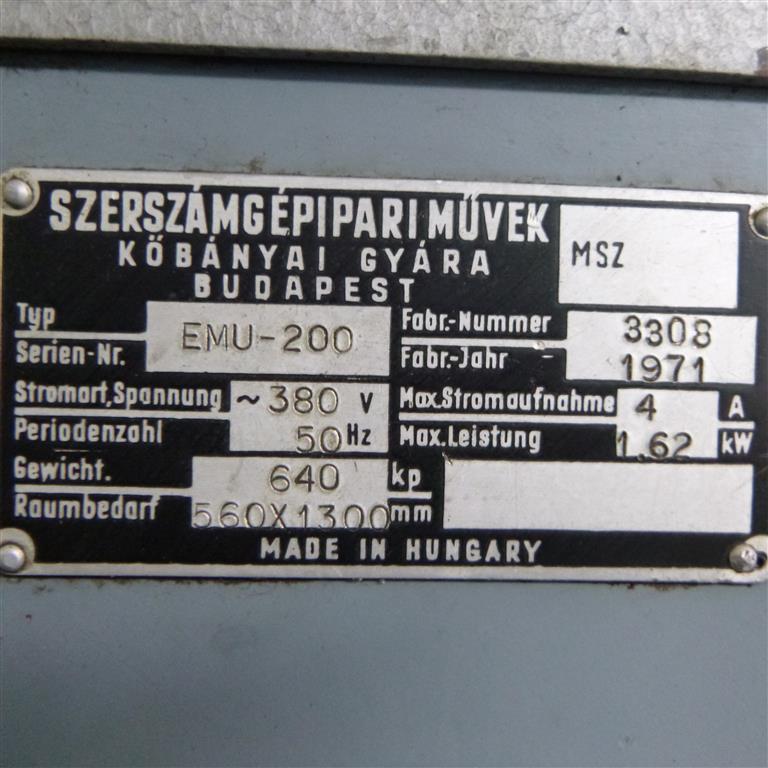 SZERSZÁMGÉPIPARI MŰVEK
KŐBÁNYAI GYÁRA
BUDAPEST
MSZ
Typ
Serien-Nr. EMU-200
Fabr.-Nummer 3308
Fabr.-Jahr 1971
Stromart, Spannung ~380 V
Periodenzahl 50 Hz
Max. Stromaufnahme 4 A
Max. Leistung 1.62 kW
Gewicht. 640 kp
Raumbedarf 560X1300 mm
MADE IN HUNGARY